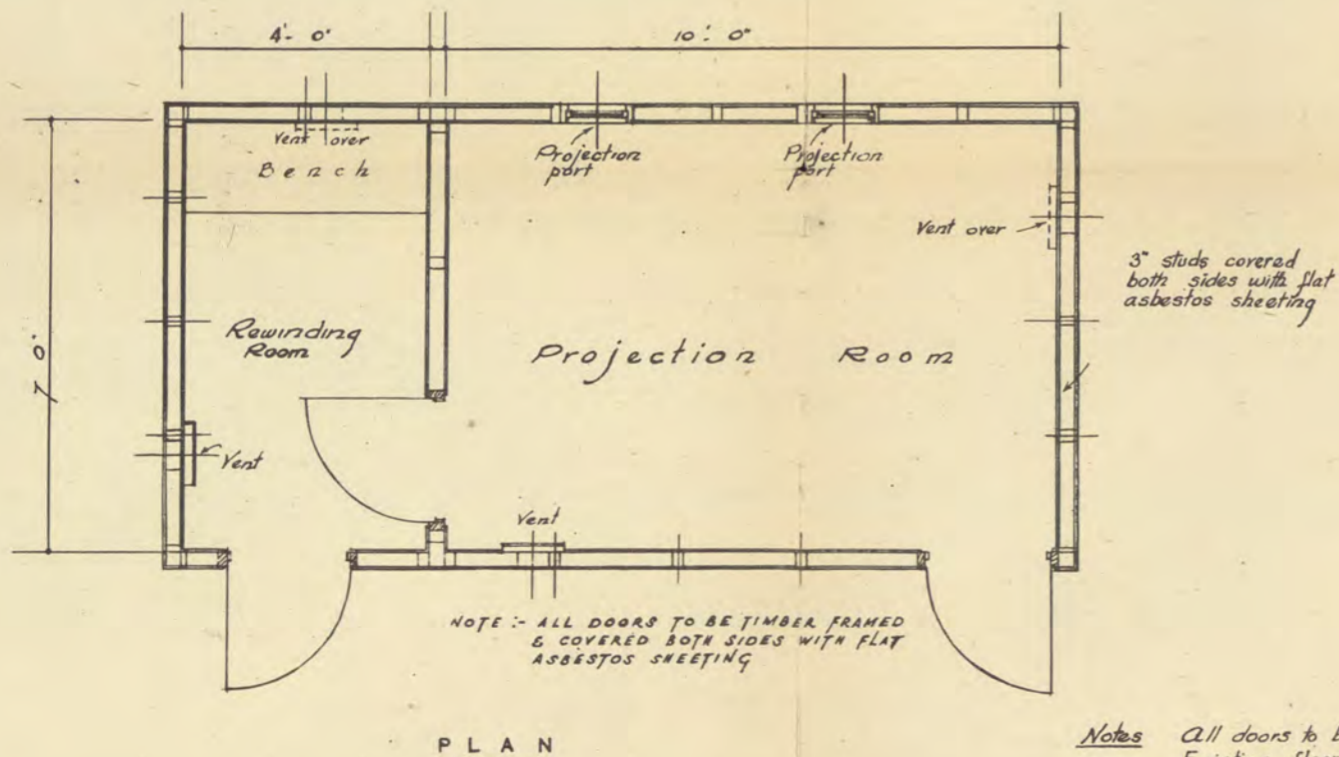 4'- 0"
10'- 0"
Vent over
Bench
Projection
port
Projection
port
Vent over
3" studs covered
both sides with flat
asbestos sheeting
Rewinding
Room
Projection Room
7'- 0"
Vent
Vent
NOTE :- ALL DOORS TO BE TIMBER FRAMED
& COVERED BOTH SIDES WITH FLAT
ASBESTOS SHEETING
PLAN
Notes All doors to